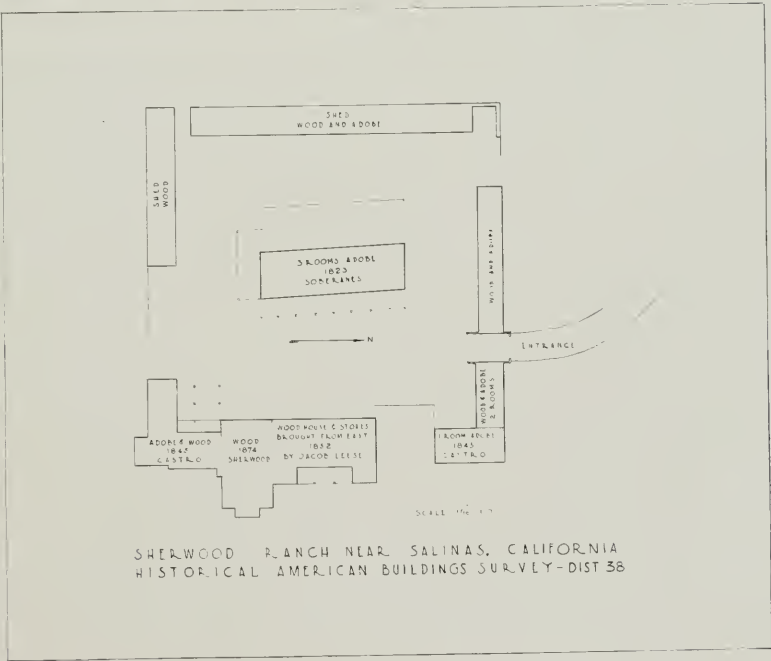 SHED
WOOD AND ADOBE
SHED
WOOD
3 ROOMS ADOBE
1823
SOBERANES
WOOD AND ADOBE
N
ENTRANCE
WOOD & ADOBE
2 ROOMS
ADOBE & WOOD
1843
CASTRO
WOOD
1874
SHERWOOD
WOOD HOUSE & STORES
BROUGHT FROM EAST
1832
BY JACOB LEESE
1 ROOM ADOBE
1843
CASTRO
SCALE
SHERWOOD RANCH NEAR SALINAS, CALIFORNIA
HISTORICAL AMERICAN BUILDINGS SURVEY-DIST 38